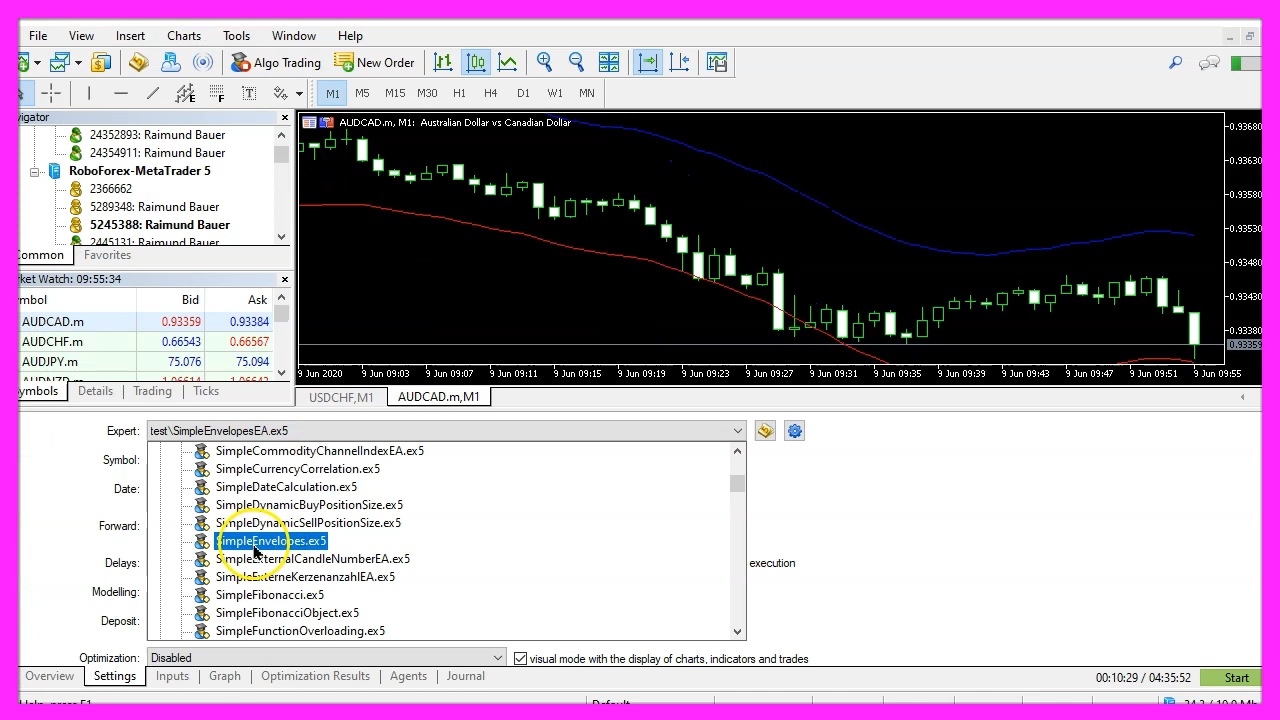 File View Insert Charts Tools Window Help
Algo Trading New Order
M1 M5 M15 M30 H1 H4 D1 W1 MN
vigator
24352893: Raimund Bauer
24354911: Raimund Bauer
RoboForex-MetaTrader 5
2366662
5239348: Raimund Bauer
5245388: Raimund Bauer
2445131: Raimund Bauer
ommon Favorites
rket Watch: 09:55:34
mbol Bid Ask
AUDCAD.m 0.93359 0.93384
AUDCHF.m 0.66543 0.66567
AUDJPY.m 75.076 75.094
ymbols Details Trading Ticks
AUDCAD.m, M1: Australian Dollar vs Canadian Dollar
0.93680
0.93630
0.93580
0.93530
0.93480
0.93430
0.93380
0.93359
9 Jun 2020 9 Jun 09:03 9 Jun 09:07 9 Jun 09:11 9 Jun 09:15 9 Jun 09:19 9 Jun 09:23 9 Jun 09:27 9 Jun 09:31 9 Jun 09:35 9 Jun 09:39 9 Jun 09:43 9 Jun 09:47 9 Jun 09:51 9 Jun 09:55
USDCHF,M1 AUDCAD.m,M1
Expert: test\SimpleEnvelopesEA.ex5
Symbol:
Date:
Forward:
Delays:
Modelling:
Deposit:
SimpleCommodityChannelIndexEA.ex5
SimpleCurrencyCorrelation.ex5
SimpleDateCalculation.ex5
SimpleDynamicBuyPositionSize.ex5
SimpleDynamicSellPositionSize.ex5
SimpleEnvelopes.ex5
SimpleExternalCandleNumberEA.ex5
SimpleExterneKerzenanzahlEA.ex5
SimpleFibonacci.ex5
SimpleFibonacciObject.ex5
SimpleFunctionOverloading.ex5
execution
Optimization: Disabled visual mode with the display of charts, indicators and trades
Overview Settings Inputs Graph Optimization Results Agents Journal 00:10:29 / 04:35:52 Start